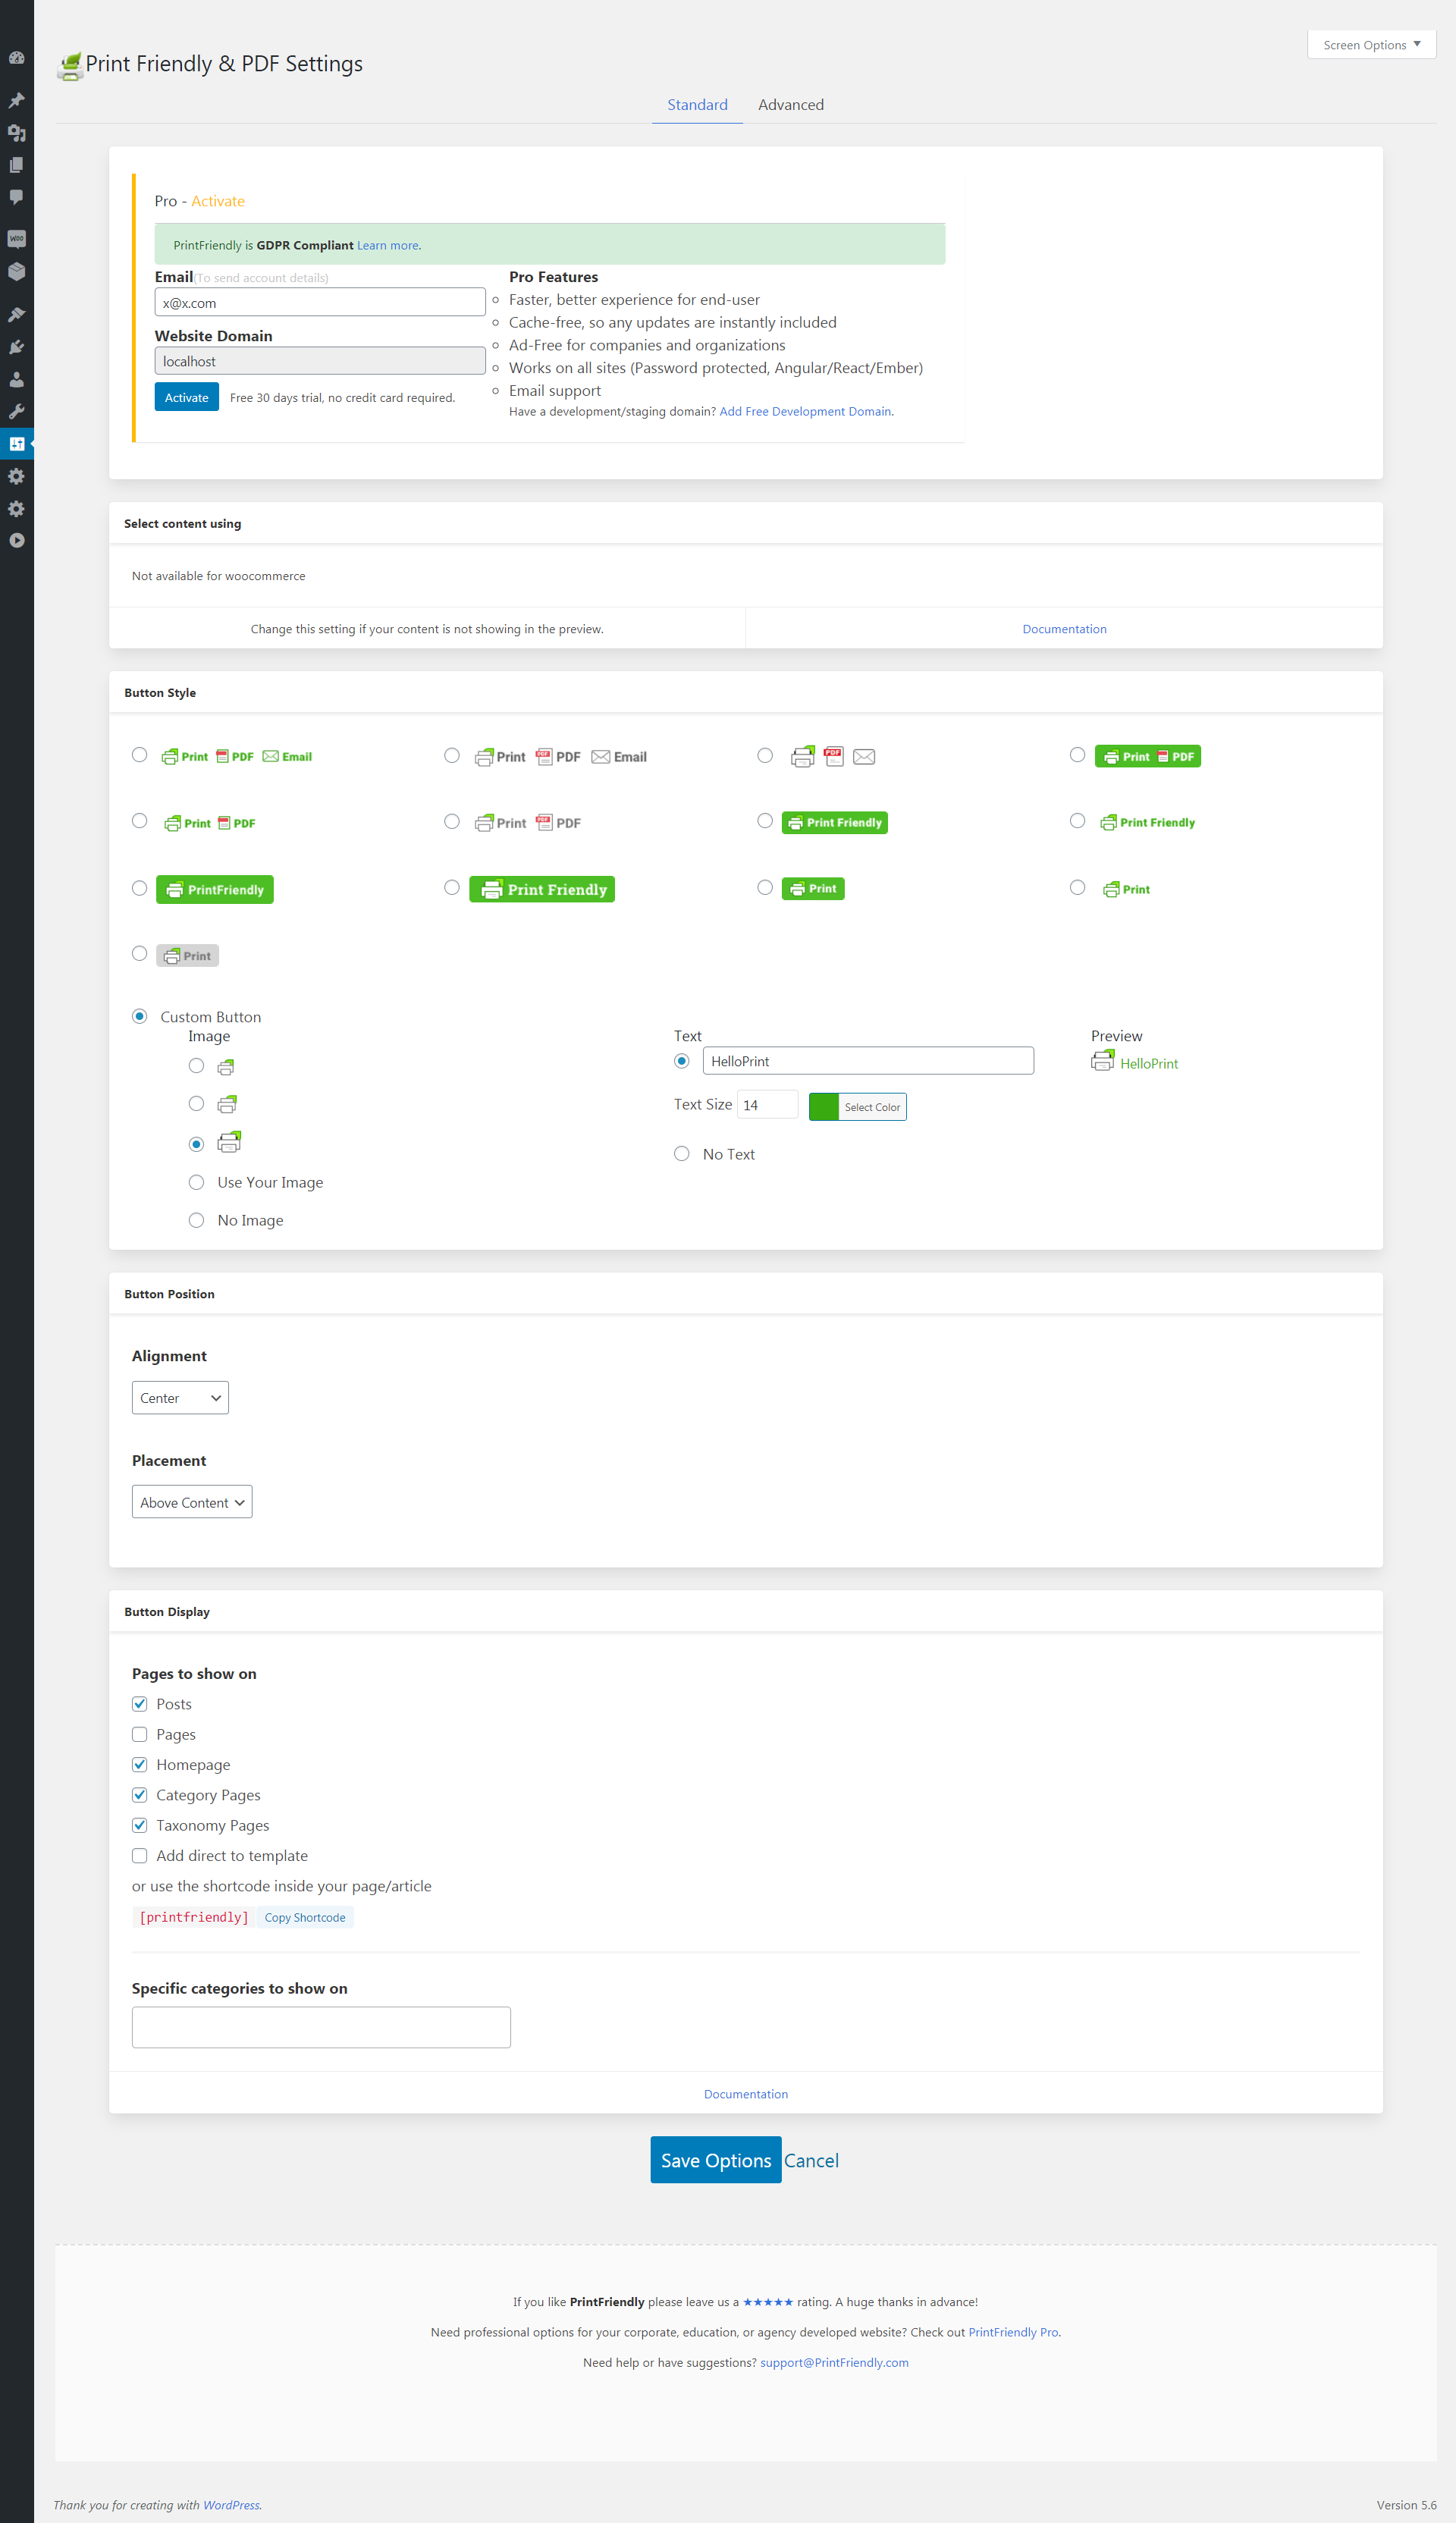 Screen Options
Print Friendly & PDF Settings
Standard Advanced
Pro - Activate
PrintFriendly is GDPR Compliant Learn more.
Email(To send account details)
x@x.com
Website Domain
localhost
Activate Free 30 days trial, no credit card required.
Pro Features
Faster, better experience for end-user
Cache-free, so any updates are instantly included
Ad-Free for companies and organizations
Works on all sites (Password protected, Angular/React/Ember)
Email support
Have a development/staging domain? Add Free Development Domain.
Select content using
Not available for woocommerce
Change this setting if your content is not showing in the preview. Documentation
Button Style
Print PDF Email Print PDF Email PDF Print PDF
Print PDF Print PDF Print Friendly Print Friendly
PrintFriendly Print Friendly Print Print
Print
Custom Button
Image
Use Your Image
No Image
Text
HelloPrint
Text Size 14 Select Color
No Text
Preview
HelloPrint
Button Position
Alignment
Center
Placement
Above Content
Button Display
Pages to show on
Posts
Pages
Homepage
Category Pages
Taxonomy Pages
Add direct to template
or use the shortcode inside your page/article
[printfriendly] Copy Shortcode
Specific categories to show on
Documentation
Save Options Cancel
If you like PrintFriendly please leave us a ★★★★★ rating. A huge thanks in advance!
Need professional options for your corporate, education, or agency developed website? Check out PrintFriendly Pro.
Need help or have suggestions? support@PrintFriendly.com
Thank you for creating with WordPress. Version 5.6